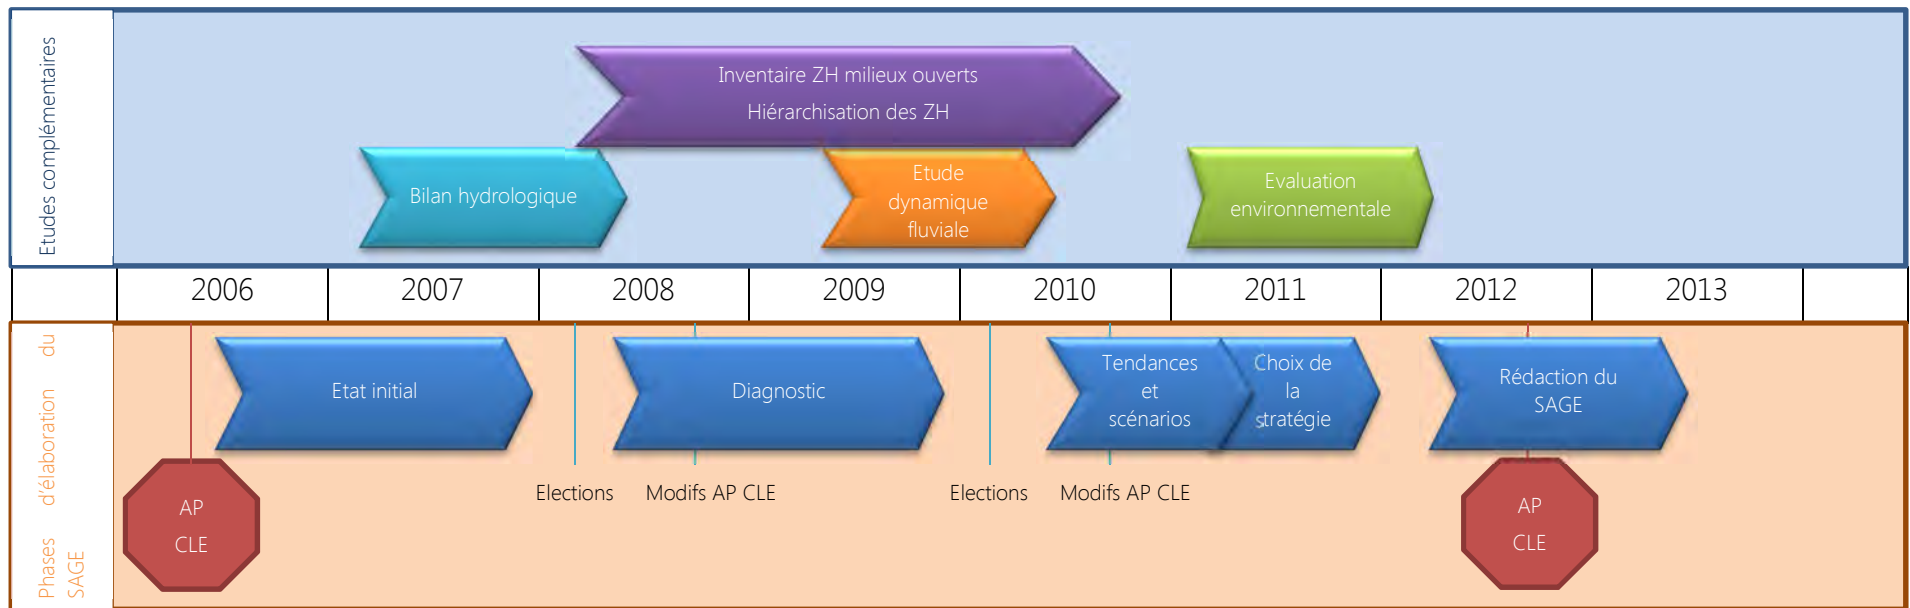 Etudes complémentaires
Inventaire ZH milieux ouverts
Hiérarchisation des ZH
Bilan hydrologique
Etude
dynamique
fluviale
Evaluation
environnementale
2006
2007
2008
2009
2010
2011
2012
2013
Phases d'élaboration du
SAGE
Etat initial
Diagnostic
Tendances
et
scénarios
Choix de
la
stratégie
Rédaction du
SAGE
AP
CLE
Elections
Modifs AP CLE
Elections
Modifs AP CLE
AP
CLE